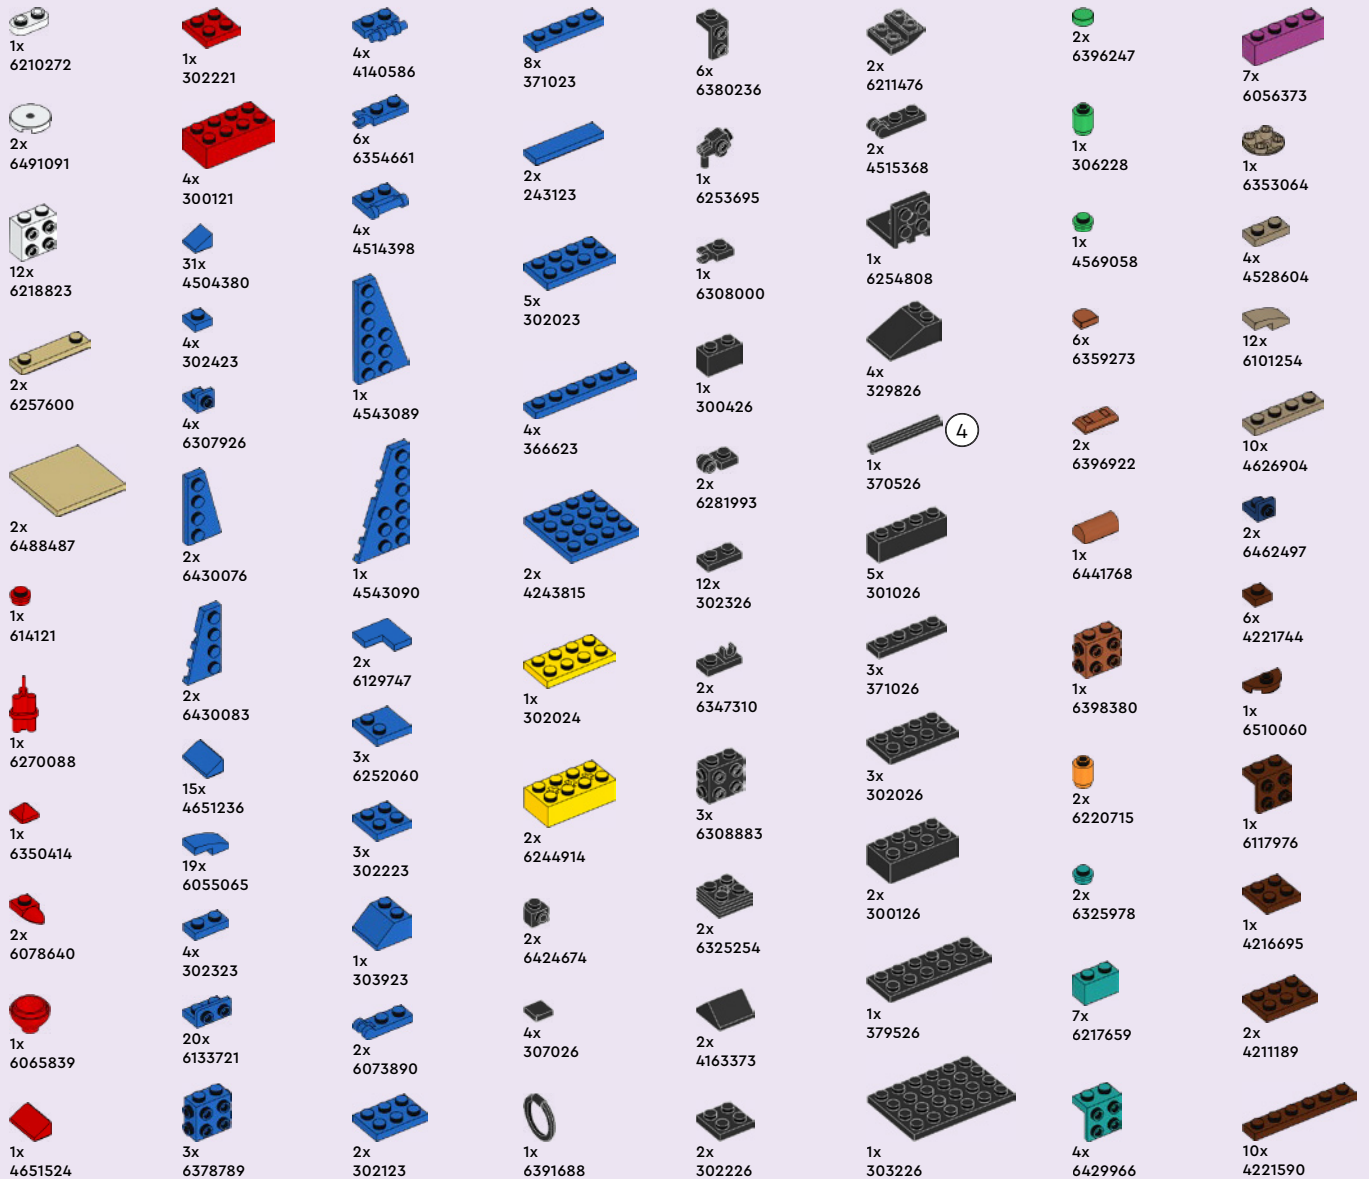 1x
6210272
2x
6491091
12x
6218823
2x
6257600
2x
6488487
1x
614121
1x
6270088
1x
6350414
2x
6078640
1x
6065839
1x
4651524
1x
302221
4x
300121
31x
4504380
4x
302423
4x
6307926
2x
6430076
2x
6430083
15x
4651236
19x
6055065
4x
302323
20x
6133721
3x
6378789
4x
4140586
6x
6354661
4x
4514398
1x
4543089
1x
4543090
2x
6129747
3x
6252060
3x
302223
1x
303923
2x
6073890
2x
302123
8x
371023
2x
243123
5x
302023
4x
366623
2x
4243815
1x
302024
2x
6244914
2x
6424674
4x
307026
1x
6391688
6x
6380236
1x
6253695
1x
6308000
1x
300426
2x
6281993
12x
302326
2x
6347310
3x
6308883
2x
6325254
2x
4163373
2x
302226
2x
6211476
2x
4515368
1x
6254808
4x
329826
4
1x
370526
5x
301026
3x
371026
3x
302026
2x
300126
1x
379526
1x
303226
2x
6396247
1x
306228
1x
4569058
6x
6359273
2x
6396922
1x
6441768
1x
6398380
2x
6220715
2x
6325978
7x
6217659
4x
6429966
7x
6056373
1x
6353064
4x
4528604
12x
6101254
10x
4626904
2x
6462497
6x
4221744
1x
6510060
1x
6117976
1x
4216695
2x
4211189
10x
4221590